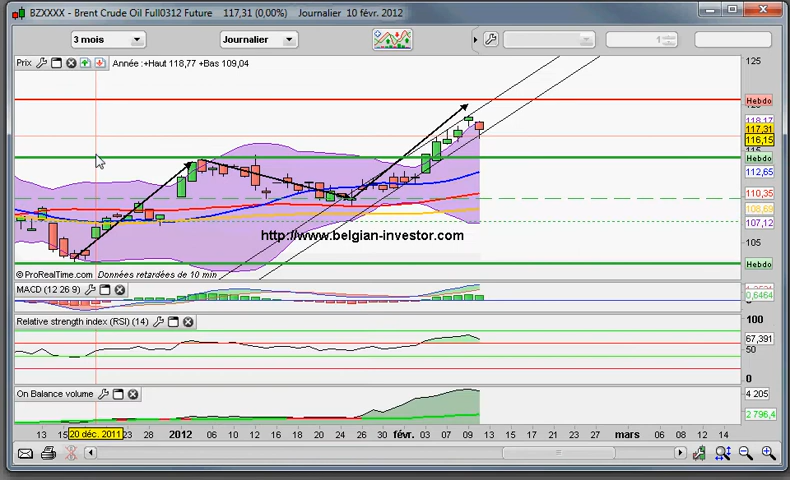 BZXXXX - Brent Crude Oil Full0312 Future 117,31 (0,00%) Journalier 10 févr. 2012
3 mois Journalier 1
Prix Année :+Haut 118,77 +Bas 109,04
125
Hebdo
118,17
117,31
116,15
115
Hebdo
112,65
110,35
108,69
107,12
105
http://www.belgian-investor.com
Hebdo
© ProRealTime.com Données retardées de 10 min
MACD (12 26 9)
0,6464
0
Relative strength index (RSI) (14)
100
67,391
50
0
On Balance volume
4 205
2 796,4
13 15 20 déc. 2011 23 28 2012 06 10 12 17 20 24 26 30 févr. 03 07 09 13 15 17 21 23 27 mars 06 08 12 14